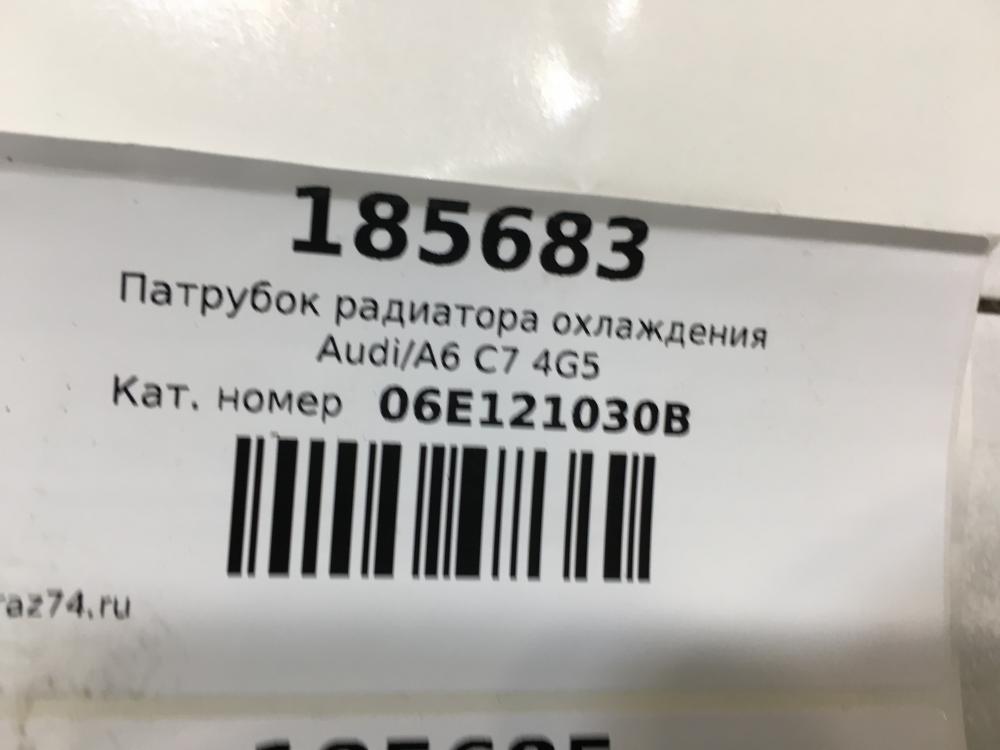 185683
Патрубок радиатора охлаждения
Audi/A6 C7 4G5
Кат. номер 06E121030B
raz74.ru